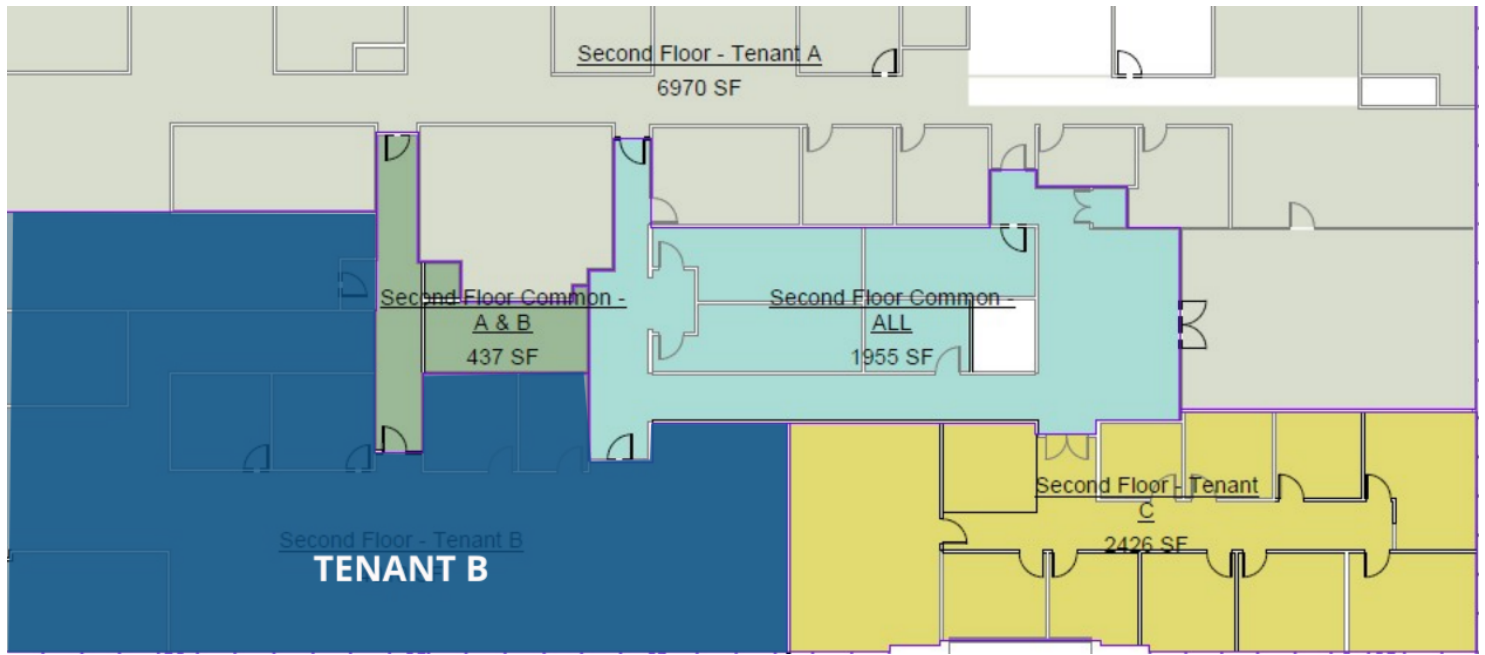 Second Floor - Tenant A
6970 SF
Second Floor Common -
A & B
437 SF
Second Floor Common -
ALL
1955 SF
Second Floor - Tenant
C
2426 SF
Second Floor - Tenant B
TENANT B